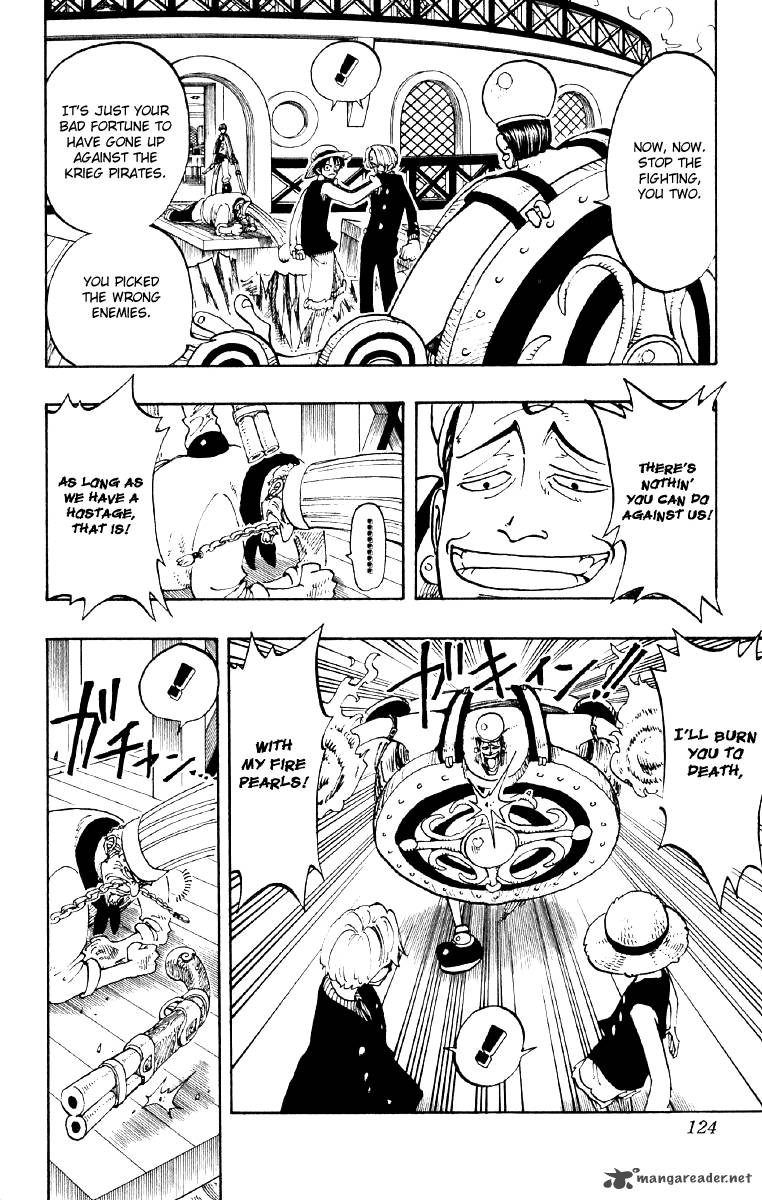 NOW, NOW.
STOP THE
FIGHTING,
YOU TWO.
IT'S JUST YOUR
BAD FORTUNE TO
HAVE GONE UP
AGAINST THE
KRIEG PIRATES.
YOU PICKED
THE WRONG
ENEMIES.
!
THERE'S
NOTHIN'
YOU CAN DO
AGAINST US!
AS LONG AS
WE HAVE A
HOSTAGE,
THAT IS!
.........
ガキィン!!
I'LL BURN
YOU TO
DEATH,
WITH
MY FIRE
PEARLS!
!
!
ガチャン...
124
mangareader.net